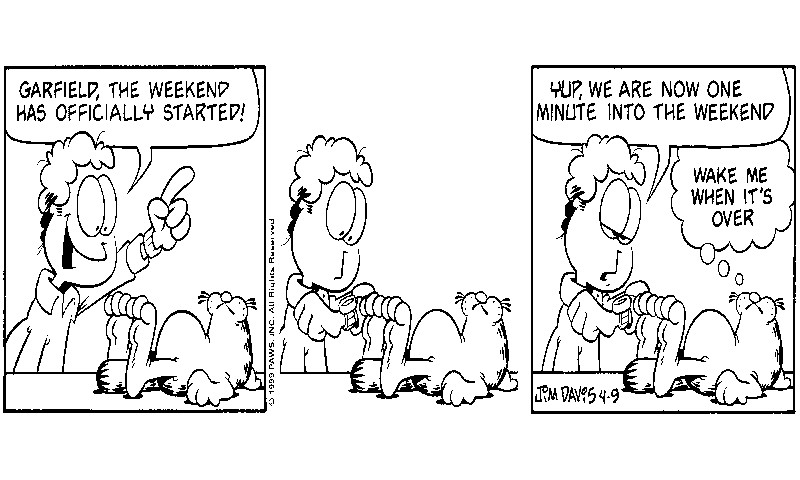 GARFIELD, THE WEEKEND
HAS OFFICIALLY STARTED!
© 1999 PAWS, INC. All Rights Reserved
YUP, WE ARE NOW ONE
MINUTE INTO THE WEEKEND
WAKE ME
WHEN IT'S
OVER
JIM DAVIS 4-9